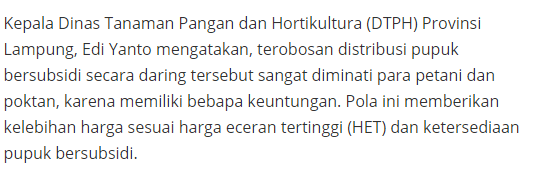 Kepala Dinas Tanaman Pangan dan Hortikultura (DTPH) Provinsi
Lampung, Edi Yanto mengatakan, terobosan distribusi pupuk
bersubsidi secara daring tersebut sangat diminati para petani dan
poktan, karena memiliki bebapa keuntungan. Pola ini memberikan
kelebihan harga sesuai harga eceran tertinggi (HET) dan ketersediaan
pupuk bersubsidi.